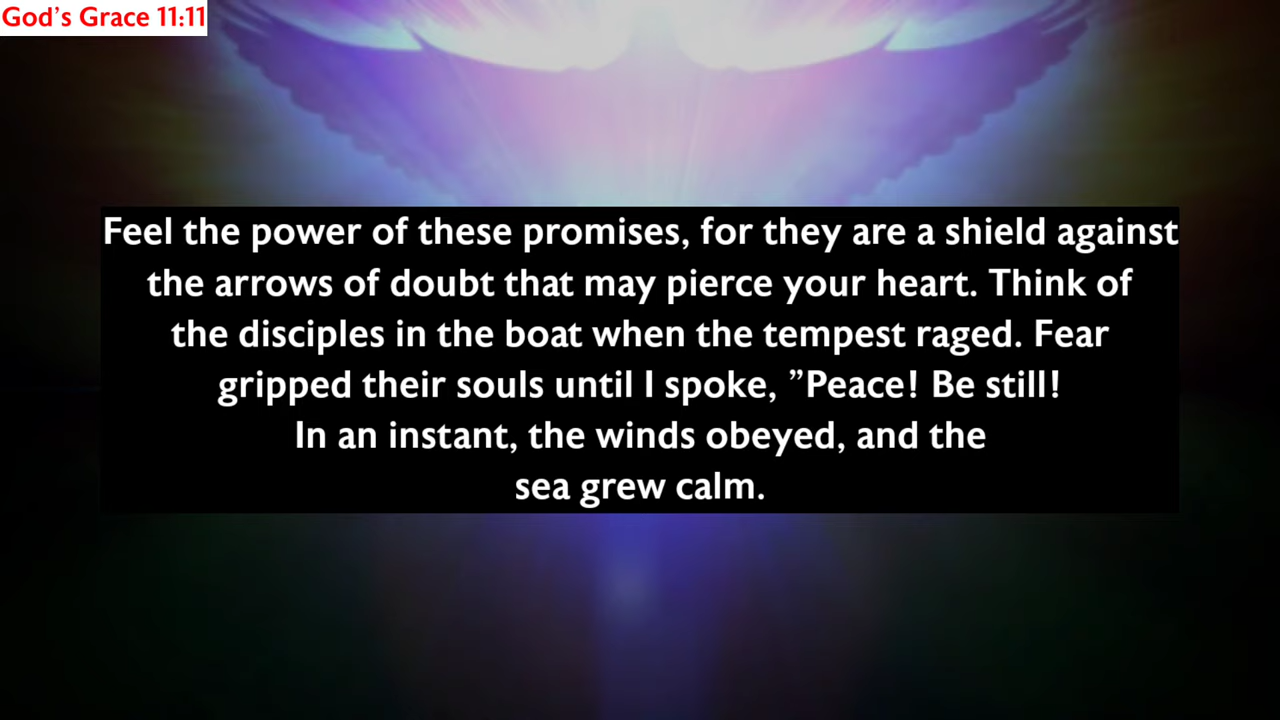 God’s Grace 11:11
Feel the power of these promises, for they are a shield against
the arrows of doubt that may pierce your heart. Think of
the disciples in the boat when the tempest raged. Fear
gripped their souls until I spoke, ”Peace! Be still!
In an instant, the winds obeyed, and the
sea grew calm.